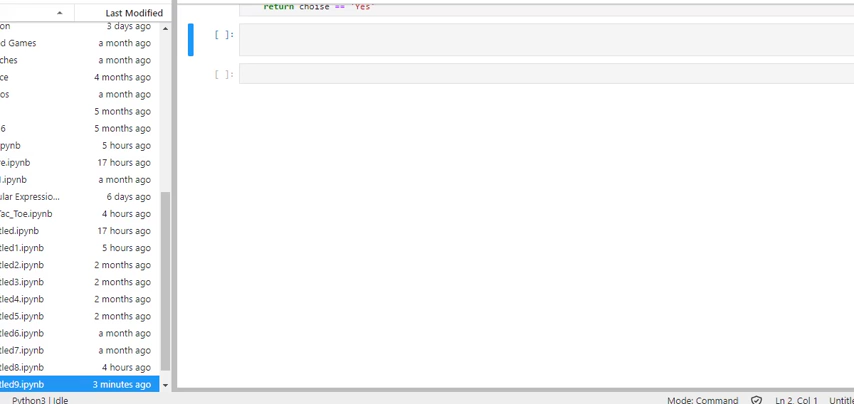 Last Modified
return choise == 'Yes'
on 3 days ago
[ ]:
d Games a month ago
ches a month ago
ce 4 months ago
[ ]:
os a month ago
5 months ago
6 5 months ago
pynb 5 hours ago
e.ipynb 17 hours ago
.ipynb a month ago
ular Expressio... 6 days ago
Tac_Toe.ipynb 4 hours ago
tled.ipynb 17 hours ago
tled1.ipynb 5 hours ago
tled2.ipynb 2 months ago
tled3.ipynb 2 months ago
tled4.ipynb 2 months ago
tled5.ipynb 2 months ago
tled6.ipynb a month ago
tled7.ipynb a month ago
tled8.ipynb 4 hours ago
tled9.ipynb 3 minutes ago
Python3 | Idle Mode: Command Ln 2, Col 1 Untitle